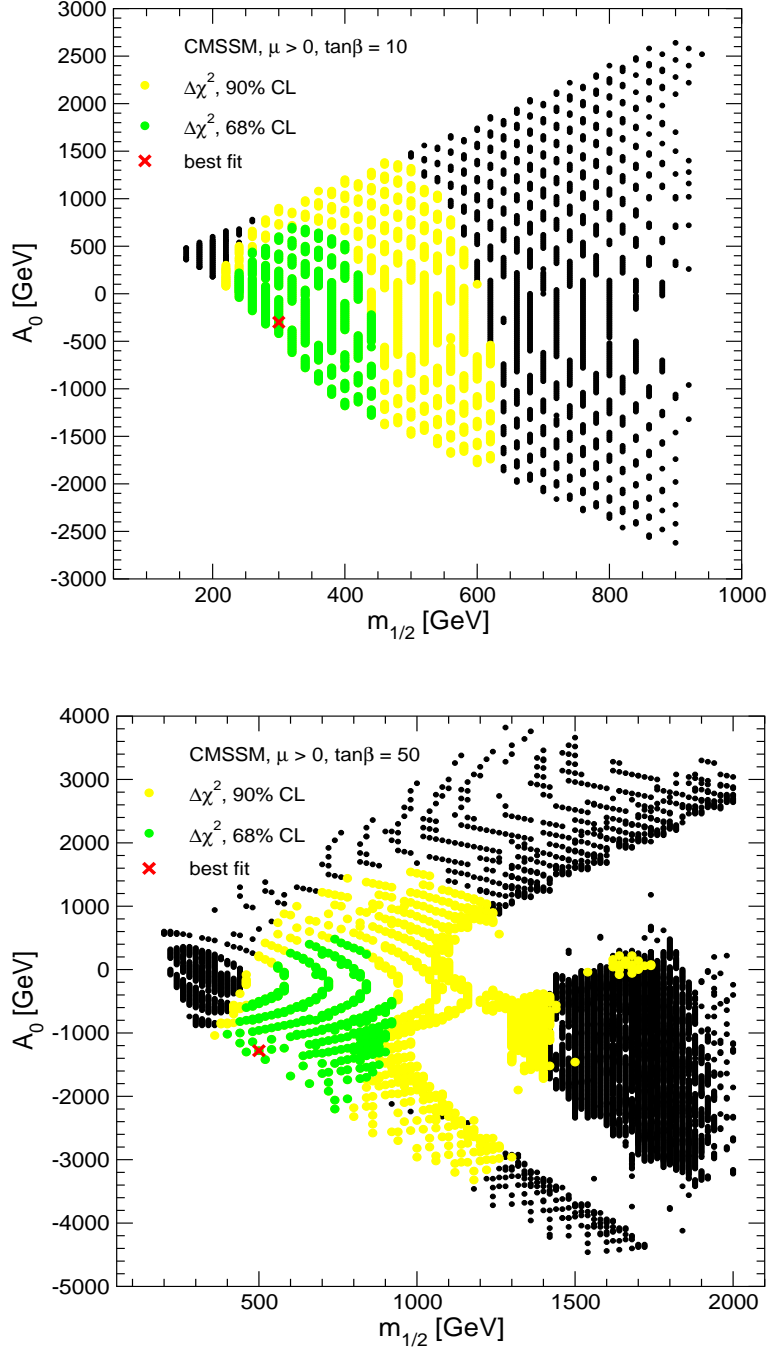 3000
2500
2000
1500
1000
500
0
-500
-1000
-1500
-2000
-2500
-3000
A₀ [GeV]
CMSSM, μ > 0, tanβ = 10
Δχ², 90% CL
Δχ², 68% CL
best fit
200 400 600 800 1000
m₁/₂ [GeV]
4000
3000
2000
1000
0
-1000
-2000
-3000
-4000
-5000
A₀ [GeV]
CMSSM, μ > 0, tanβ = 50
Δχ², 90% CL
Δχ², 68% CL
best fit
500 1000 1500 2000
m₁/₂ [GeV]